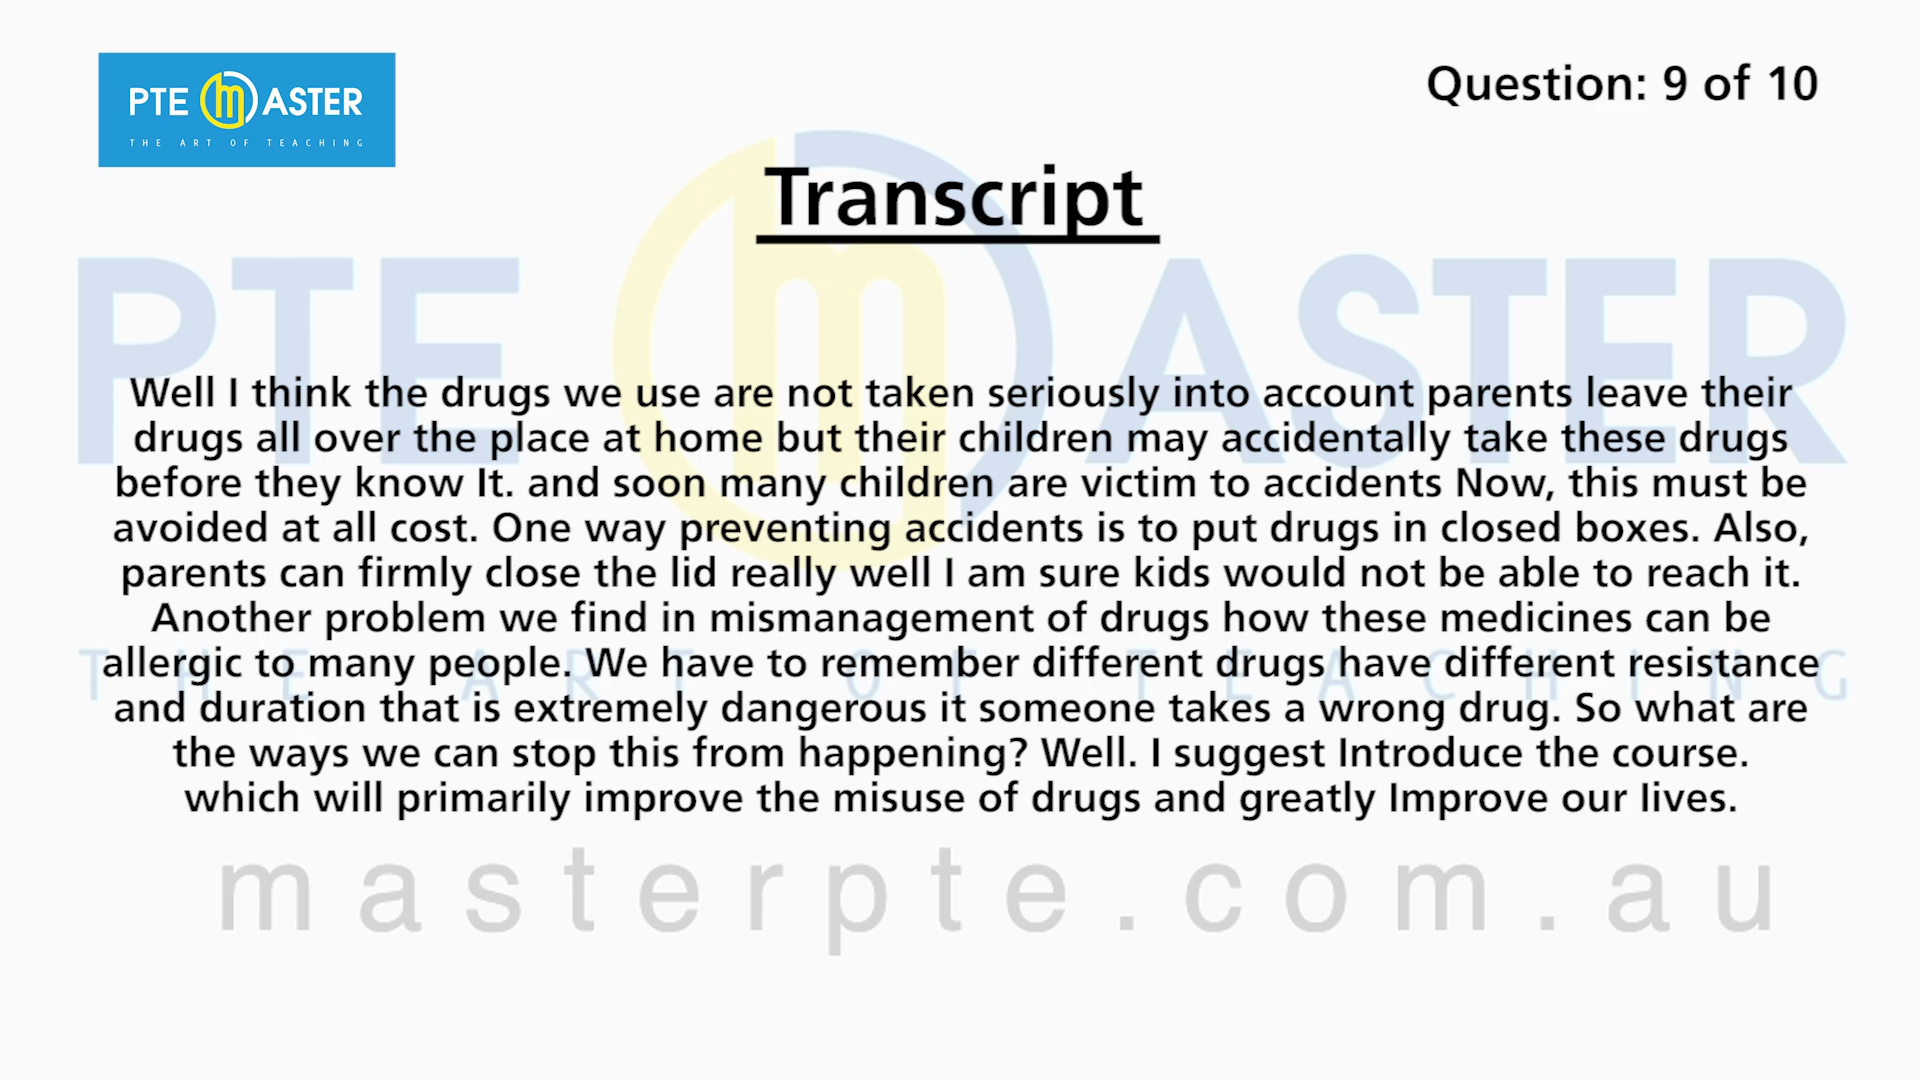 PTE MASTER
THE ART OF TEACHING
Question: 9 of 10
Transcript
Well I think the drugs we use are not taken seriously into account parents leave their
drugs all over the place at home but their children may accidentally take these drugs
before they know It. and soon many children are victim to accidents Now, this must be
avoided at all cost. One way preventing accidents is to put drugs in closed boxes. Also,
parents can firmly close the lid really well I am sure kids would not be able to reach it.
Another problem we find in mismanagement of drugs how these medicines can be
allergic to many people. We have to remember different drugs have different resistance
and duration that is extremely dangerous it someone takes a wrong drug. So what are
the ways we can stop this from happening? Well. I suggest Introduce the course.
which will primarily improve the misuse of drugs and greatly Improve our lives.
PTE MASTER
THE ART OF TEACHING
masterpte.com.au